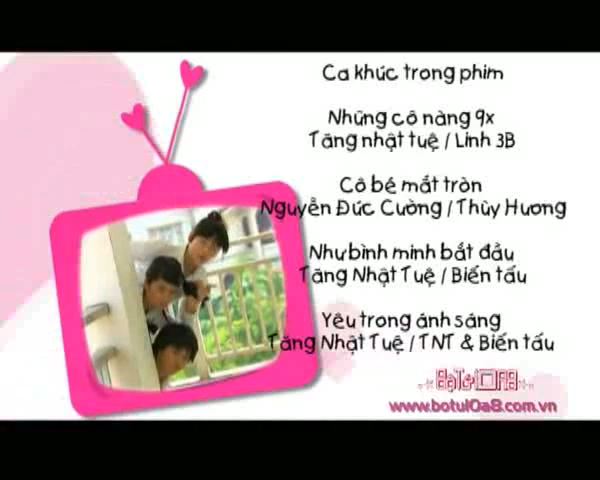 Ca khúc trong phim
Những cô nàng 9x
Tăng nhật tuệ / Linh 3B
Cô bé mắt tròn
Nguyễn Đức Cường / Thùy Hương
Như bình minh bắt đầu
Tăng Nhật Tuệ / Biến tấu
Yêu trong ánh sáng
Tăng Nhật Tuệ / TNT & Biến tấu
www.botu10a8.com.vn